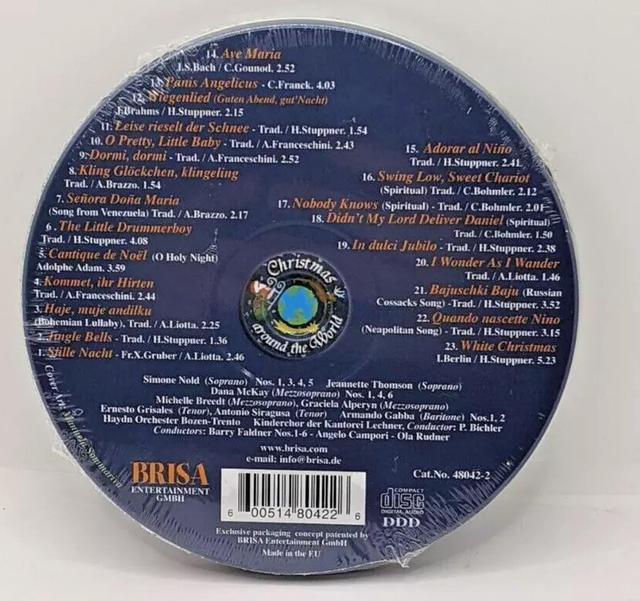 14. Ave Maria
J.S.Bach / C.Gounod. 2.52
13. Panis Angelicus - C.Franck. 4.03
12. Wiegenlied (Guten Abend, gut'Nacht)
J.Brahms / H.Stuppner. 2.15
11. Leise rieselt der Schnee - Trad. / H.Stuppner. 1.54
10. O Pretty, Little Baby - Trad. / A.Franceschini. 2.43
9. Dormi, dormi - Trad. / A.Franceschini. 2.52
8. Kling Glöckchen, klingeling
Trad. / A.Brazzo. 1.54
7. Señora Doña Maria
(Song from Venezuela) Trad. / A.Brazzo. 2.17
6. The Little Drummerboy
Trad. / H.Stuppner. 4.08
5. Cantique de Noël (O Holy Night)
Adolphe Adam. 3.59
4. Kommet, ihr Hirten
Trad. / A.Franceschini. 2.44
3. Haje, muje andilku
(Bohemian Lullaby), Trad. / A.Liotta. 2.25
2. Jingle Bells - Trad. / H.Stuppner. 1.36
1. Stille Nacht - Fr.X.Gruber / A.Liotta. 2.46
15. Adorar al Niño
Trad. / H.Stuppner. 2.41
16. Swing Low, Sweet Chariot
(Spiritual) Trad. / C.Bohmler. 2.12
17. Nobody Knows (Spiritual) - Trad. / C.Bohmler. 2.01
18. Didn't My Lord Deliver Daniel (Spiritual)
Trad. / C.Bohmler. 1.50
19. In dulci Jubilo - Trad. / H.Stuppner. 2.38
20. I Wonder As I Wander
Trad. / A.Liotta. 1.46
21. Bajuschki Baju (Russian
Cossacks Song) - Trad. / H.Stuppner. 3.52
22. Quando nascette Nino
(Neapolitan Song) - Trad. / H.Stuppner. 3.15
23. White Christmas
I.Berlin / H.Stuppner. 5.23
Christmas
around the World
Simone Nold (Soprano) Nos. 1, 3, 4, 5 Jeannette Thomson (Soprano)
Dana McKay (Mezzosoprano) Nos. 1, 4, 6
Michelle Breedt (Mezzosoprano), Graciela Alperyn (Mezzosoprano)
Ernesto Grisales (Tenor), Antonio Siragusa (Tenor) Armando Gabba (Baritone) Nos.1, 2
Haydn Orchester Bozen-Trento Kinderchor der Kantorei Lechner, Conductor: P. Bichler
Conductors: Barry Faldner Nos.1-6 - Angelo Campori - Ola Rudner
www.brisa.com
e-mail: info@brisa.de
Cover Art: Manuela Sommariva
BRISA
ENTERTAINMENT
GMBH
6 00514 80422 6
Cat.No. 48042-2
COMPACT
disc
DIGITAL AUDIO
DDD
Exclusive packaging concept patented by
BRISA Entertainment GmbH
Made in the EU